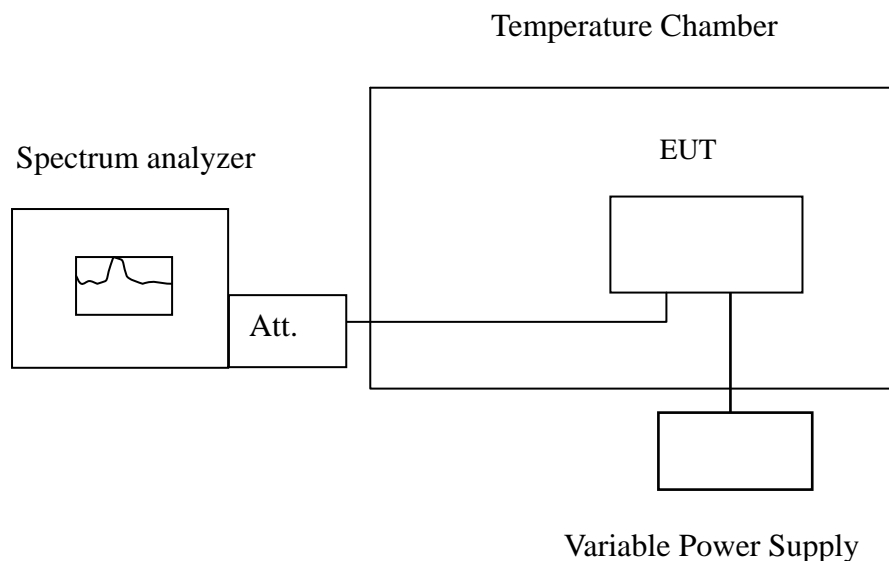 Temperature Chamber
Spectrum analyzer
EUT
Att.
Variable Power Supply